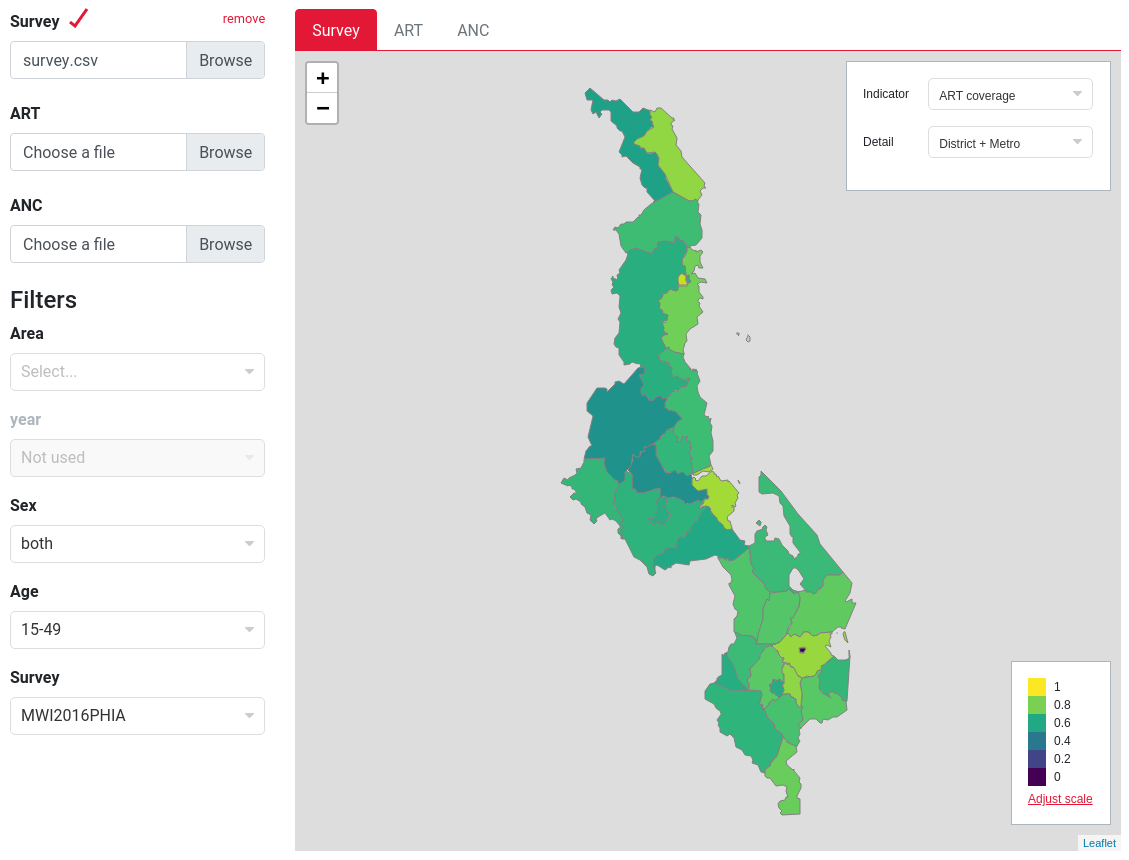 Survey
remove
survey.csv
Browse
ART
Choose a file
Browse
ANC
Choose a file
Browse
Filters
Area
Select...
year
Not used
Sex
both
Age
15-49
Survey
MWI2016PHIA
Survey
ART
ANC
+
−
Indicator
ART coverage
Detail
District + Metro
1
0.8
0.6
0.4
0.2
0
Adjust scale
Leaflet